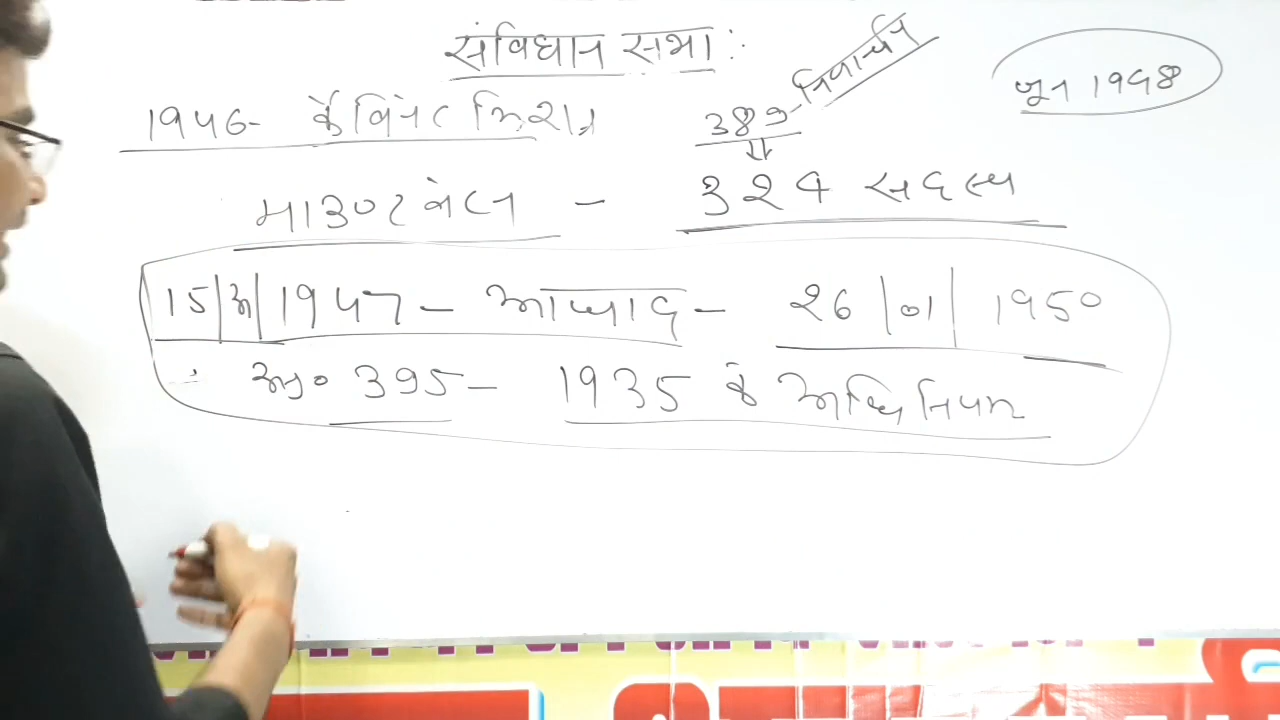 संविधान सभा :
1946- कैबिनेट मिशन 389- निर्वाचन
जून 1948
माउण्टबेटन - 324 सदस्य
15|अ|1947 - आजाद - 26|01|1950
अनु० 395 - 1935 के अधिनियम